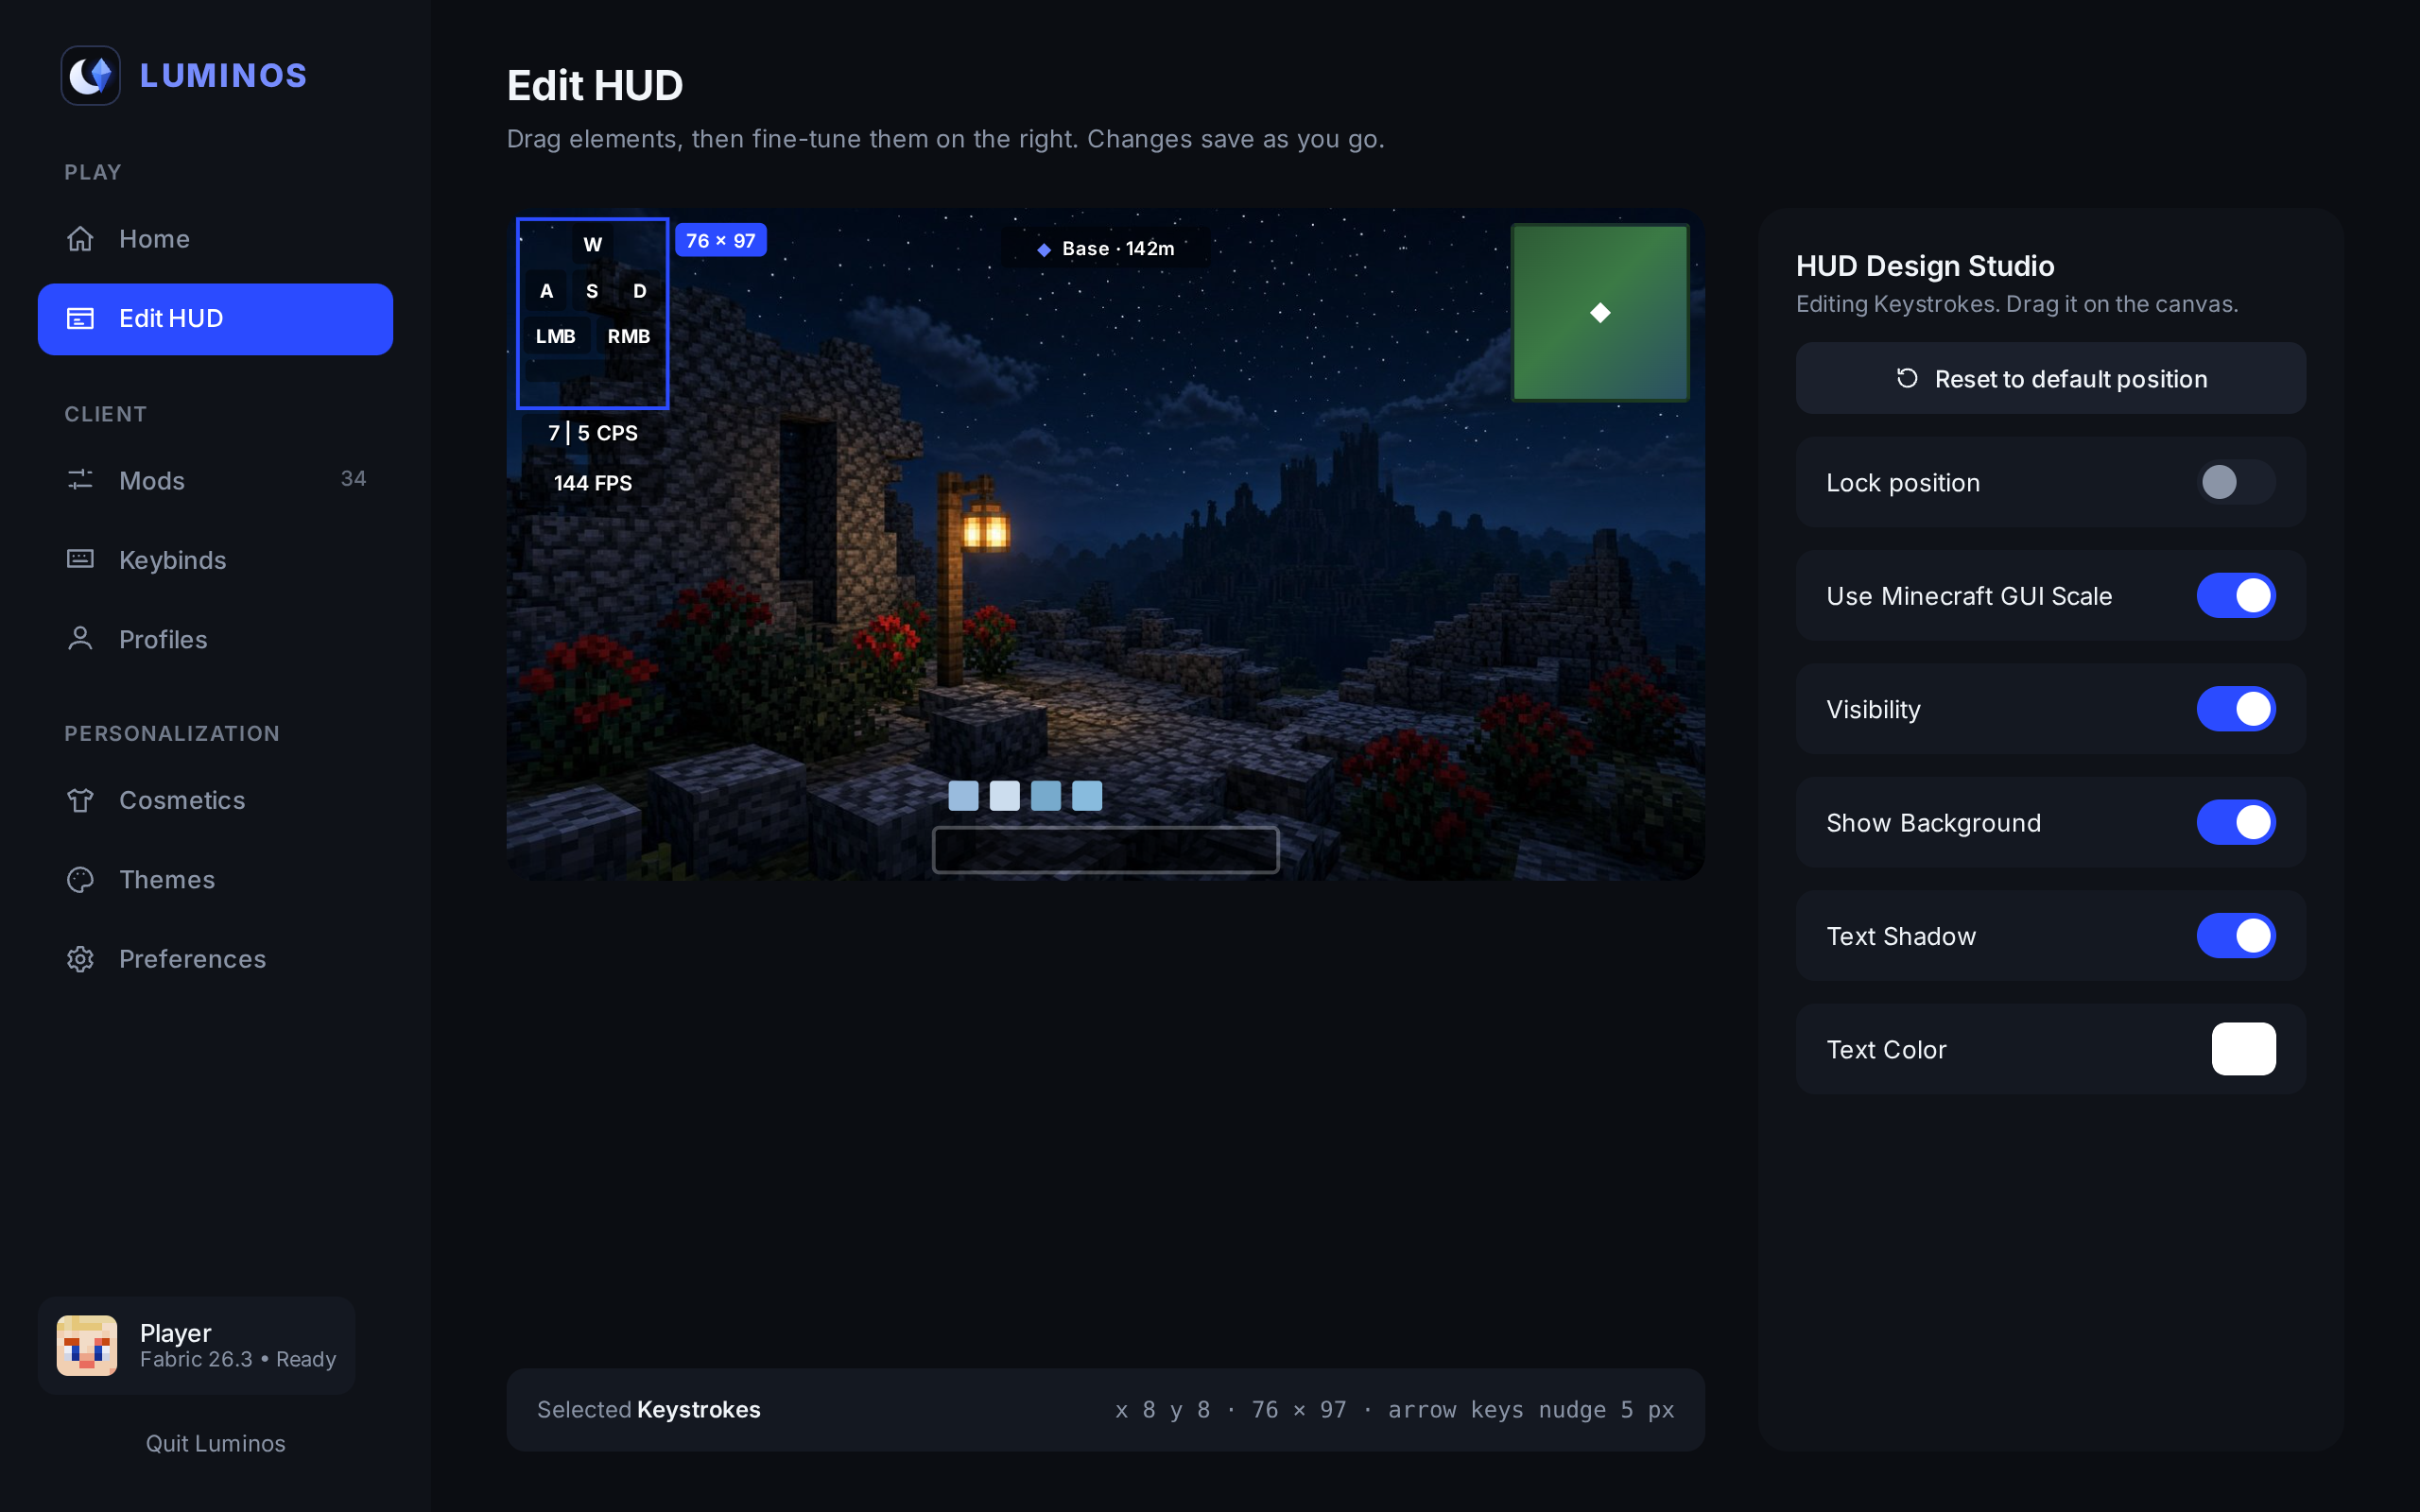 LUMINOS
PLAY
Home
Edit HUD
CLIENT
Mods 34
Keybinds
Profiles
PERSONALIZATION
Cosmetics
Themes
Preferences
Player
Fabric 26.3 • Ready
Quit Luminos
Edit HUD
Drag elements, then fine-tune them on the right. Changes save as you go.
W
A S D
LMB RMB
76 × 97
7 | 5 CPS
144 FPS
Base · 142m
Selected Keystrokes
x 8 y 8 · 76 × 97 · arrow keys nudge 5 px
HUD Design Studio
Editing Keystrokes. Drag it on the canvas.
Reset to default position
Lock position
Use Minecraft GUI Scale
Visibility
Show Background
Text Shadow
Text Color